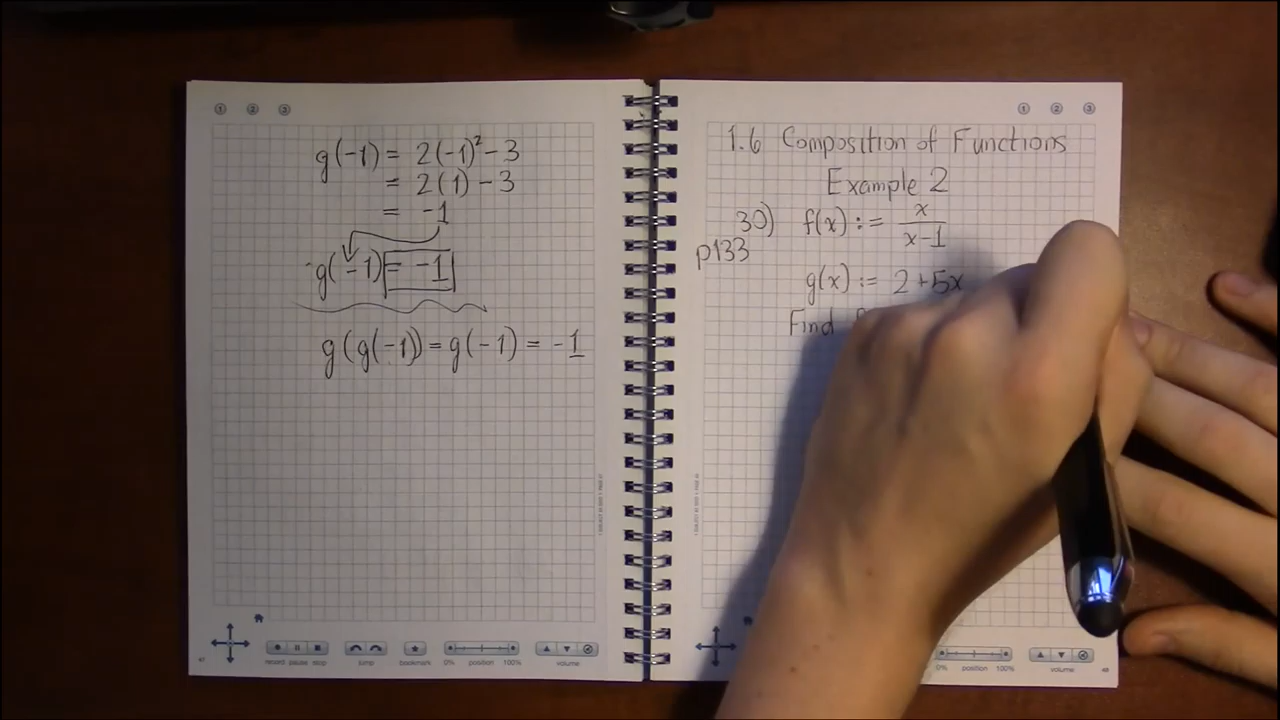 1 2 3
g(-1) = 2(-1)² - 3
= 2(1) - 3
= -1
g(-1) = -1
g(g(-1)) = g(-1) = -1
record pause stop jump bookmark 0% position 100% volume
1 2 3
1.6 Composition of Functions
Example 2
30) f(x) := x/(x-1)
p133
g(x) := 2+5x
Find
0% position 100% volume